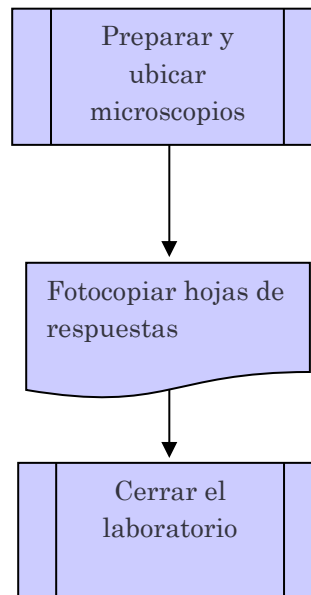 Preparar y
ubicar
microscopios
Fotocopiar hojas de
respuestas
Cerrar el
laboratorio